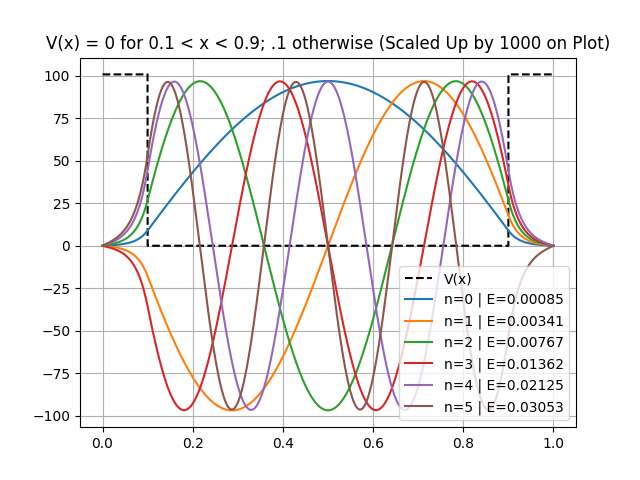 V(x) = 0 for 0.1 < x < 0.9; .1 otherwise (Scaled Up by 1000 on Plot)
100
75
50
25
0
−25
−50
−75
−100
V(x)
n=0 | E=0.00085
n=1 | E=0.00341
n=2 | E=0.00767
n=3 | E=0.01362
n=4 | E=0.02125
n=5 | E=0.03053
0.0 0.2 0.4 0.6 0.8 1.0